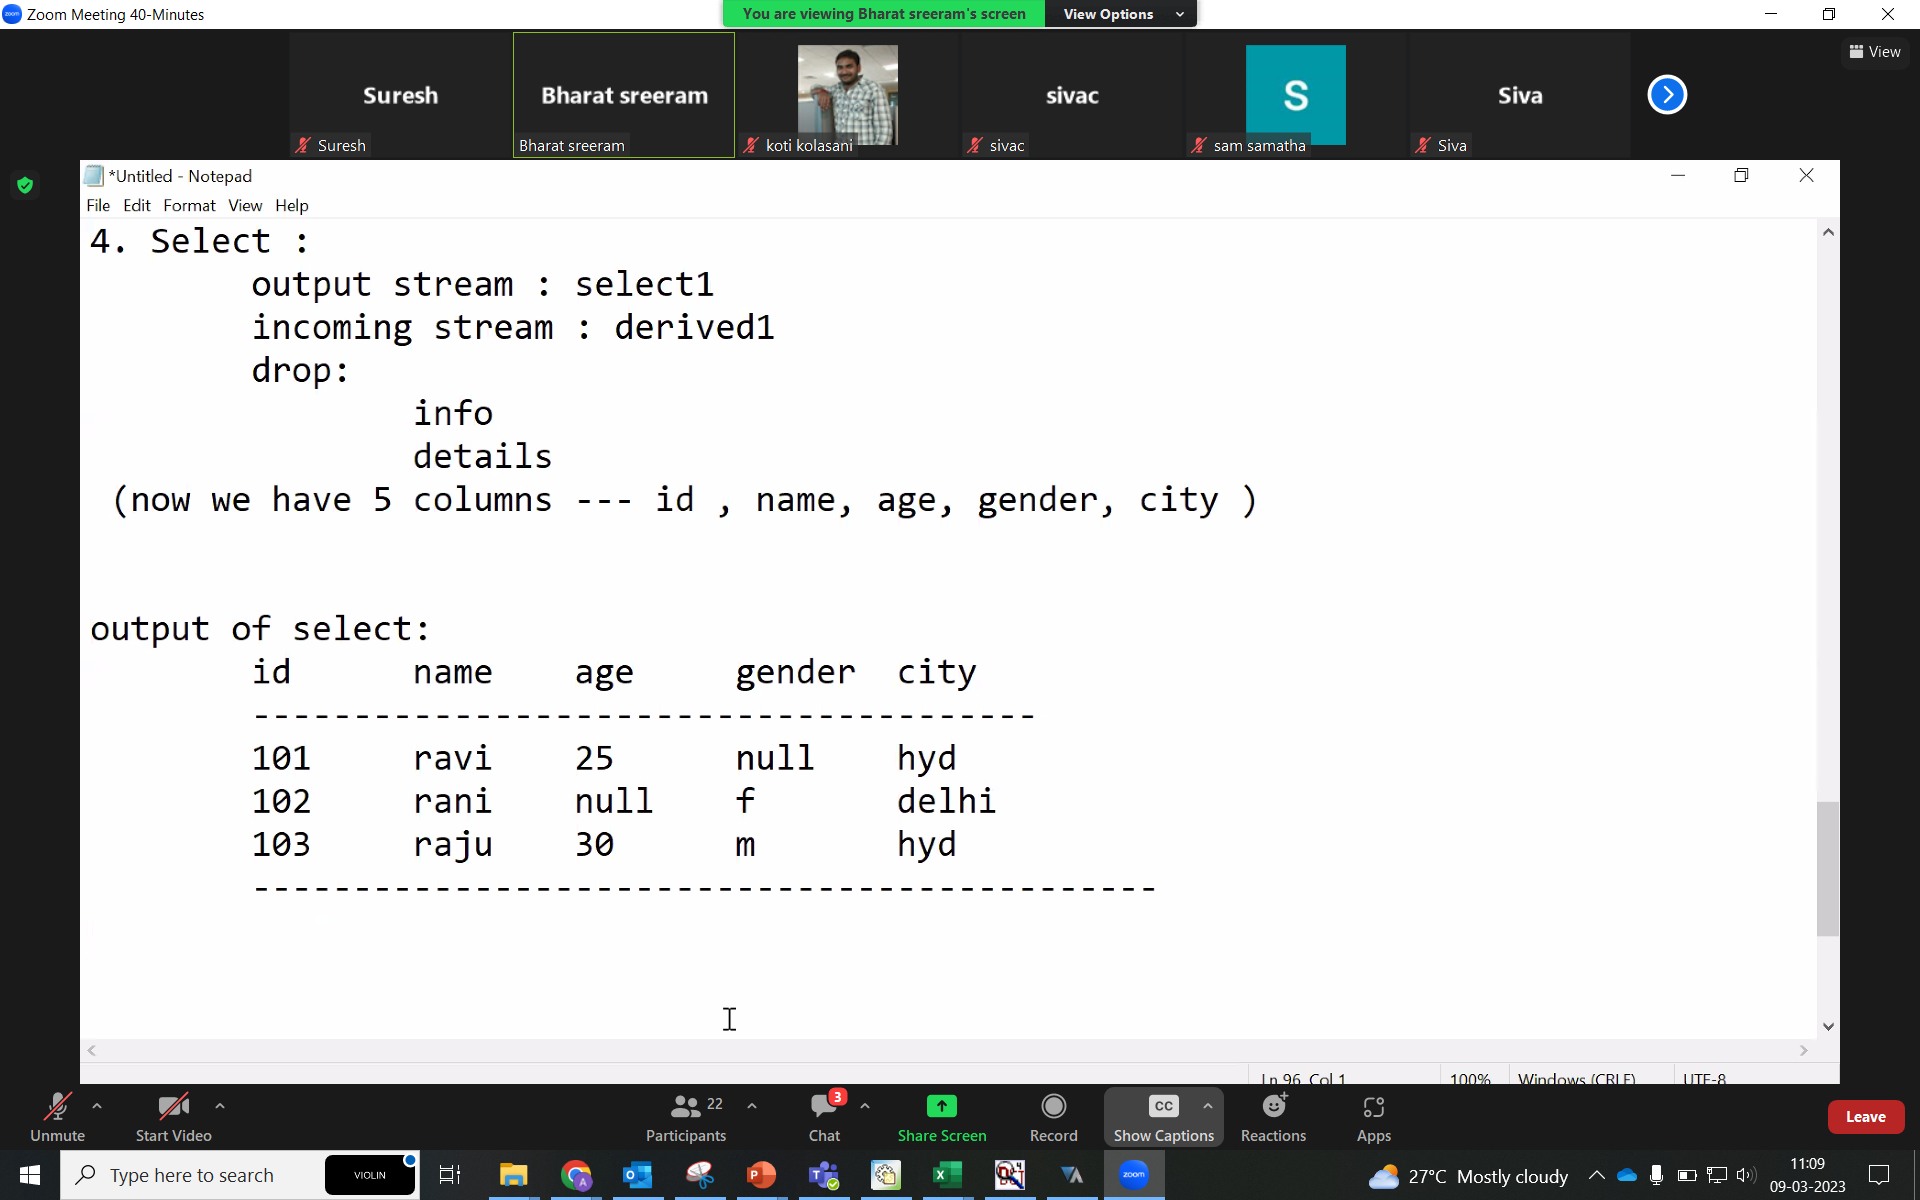 Zoom Meeting 40-Minutes
You are viewing Bharat sreeram's screen
View Options
View
Suresh
Bharat sreeram
sivac
S
Siva
Suresh
Bharat sreeram
koti kolasani
sivac
sam samatha
Siva
*Untitled - Notepad
File Edit Format View Help
4. Select :
output stream : select1
incoming stream : derived1
drop:
info
details
(now we have 5 columns --- id , name, age, gender, city )
output of select:
id name age gender city
---------------------------------------
101 ravi 25 null hyd
102 rani null f delhi
103 raju 30 m hyd
---------------------------------------------
Ln 96, Col 1 100% Windows (CRLF) UTF-8
22
3
CC
Unmute
Start Video
Participants
Chat
Share Screen
Record
Show Captions
Reactions
Apps
Leave
Type here to search
VIOLIN
zoom
27°C Mostly cloudy
11:09
09-03-2023